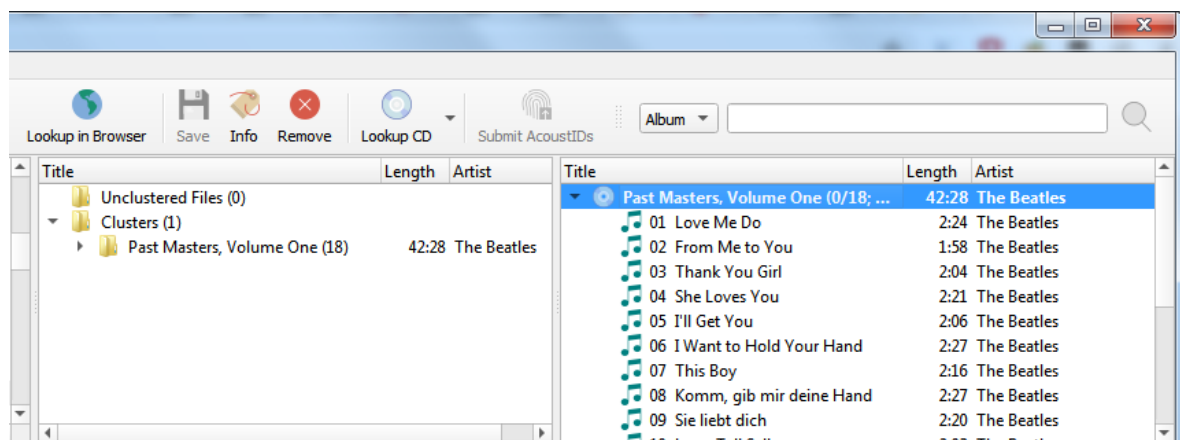 Lookup in Browser Save Info Remove Lookup CD Submit AcoustIDs Album
Title Length Artist
Unclustered Files (0)
Clusters (1)
Past Masters, Volume One (18) 42:28 The Beatles
Title Length Artist
Past Masters, Volume One (0/18; ... 42:28 The Beatles
01 Love Me Do 2:24 The Beatles
02 From Me to You 1:58 The Beatles
03 Thank You Girl 2:04 The Beatles
04 She Loves You 2:21 The Beatles
05 I'll Get You 2:06 The Beatles
06 I Want to Hold Your Hand 2:27 The Beatles
07 This Boy 2:16 The Beatles
08 Komm, gib mir deine Hand 2:27 The Beatles
09 Sie liebt dich 2:20 The Beatles